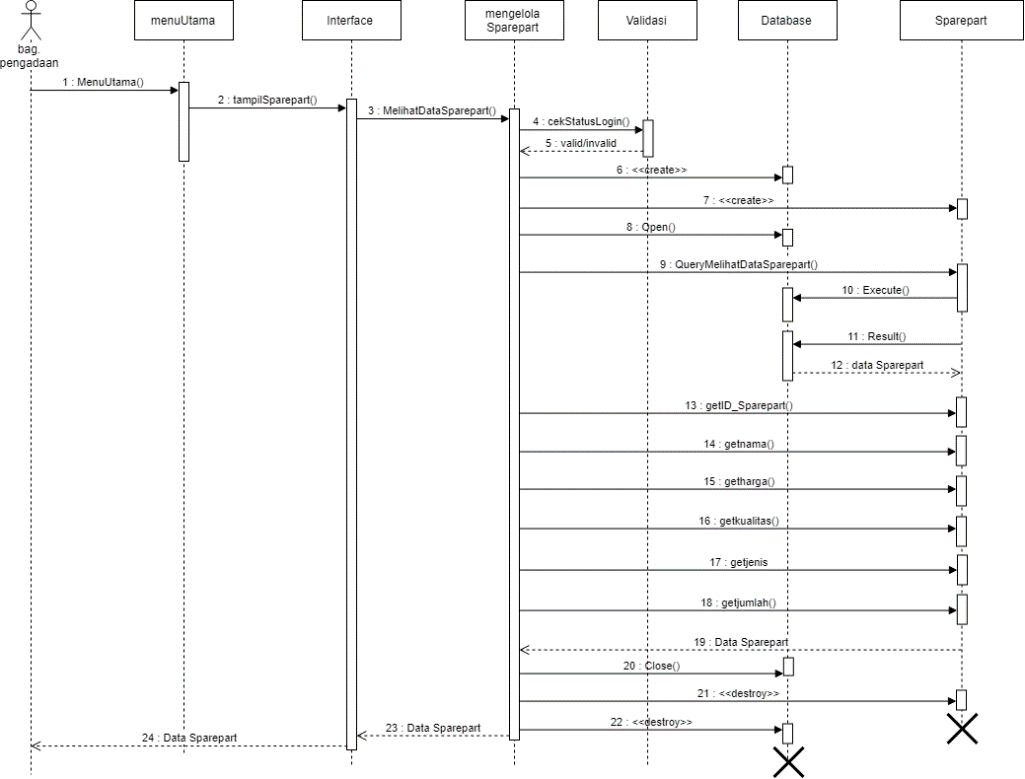 menuUtama
Interface
mengelola
Sparepart
Validasi
Database
Sparepart
bag.
pengadaan
1 : MenuUtama()
2 : tampilSparepart()
3 : MelihatDataSparepart()
4 : cekStatusLogin()
5 : valid/invalid
6 : <<create>>
7 : <<create>>
8 : Open()
9 : QueryMelihatDataSparepart()
10 : Execute()
11 : Result()
12 : data Sparepart
13 : getID_Sparepart()
14 : getnama()
15 : getharga()
16 : getkualitas()
17 : getjenis
18 : getjumlah()
19 : Data Sparepart
20 : Close()
21 : <<destroy>>
22 : <<destroy>>
23 : Data Sparepart
24 : Data Sparepart